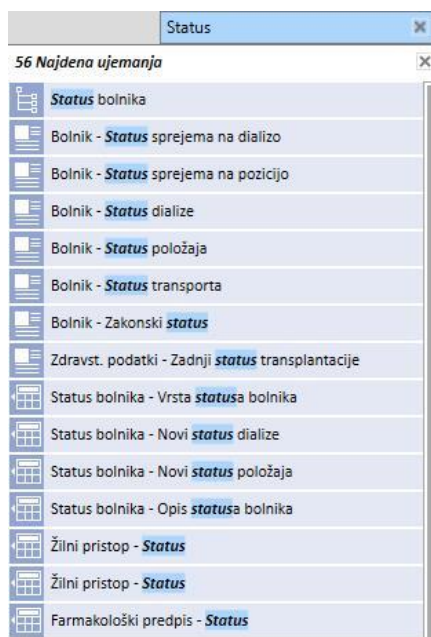 Status
56 Najdena ujemanja
Status bolnika
Bolnik - Status sprejema na dializo
Bolnik - Status sprejema na pozicijo
Bolnik - Status dialize
Bolnik - Status položaja
Bolnik - Status transporta
Bolnik - Zakonski status
Zdravst. podatki - Zadnji status transplantacije
Status bolnika - Vrsta statusa bolnika
Status bolnika - Novi status dialize
Status bolnika - Novi status položaja
Status bolnika - Opis statusa bolnika
Žilni pristop - Status
Žilni pristop - Status
Farmakološki predpis - Status